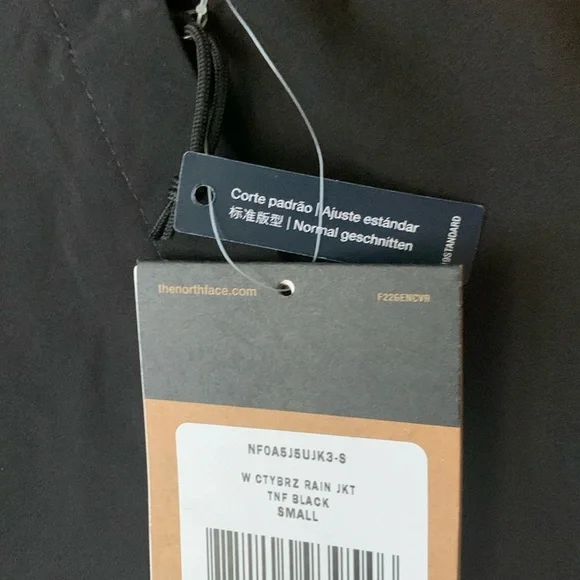 Corte padrão | Ajuste estándar
标准版型 | Normal geschnitten
thenorthface.com
F22GENCVR
NF0A5J5UJK3-S
W CTYBRZ RAIN JKT
TNF BLACK
SMALL